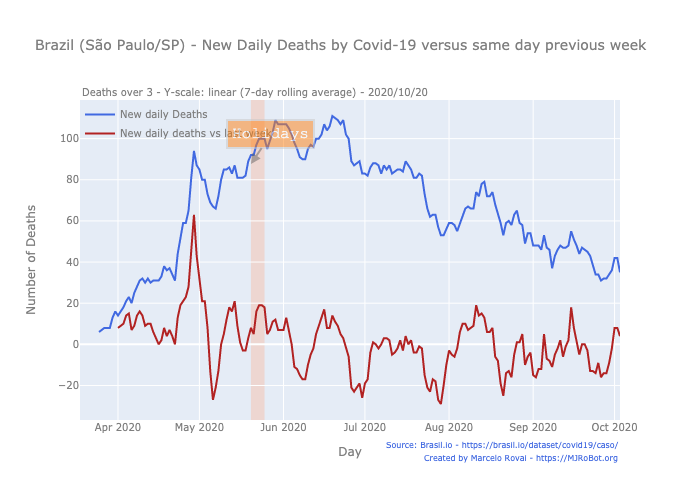 Brazil (São Paulo/SP) - New Daily Deaths by Covid-19 versus same day previous week
Deaths over 3 - Y-scale: linear (7-day rolling average) - 2020/10/20
New daily Deaths
New daily deaths vs last week
Holidays
Number of Deaths
100
80
60
40
20
0
−20
Apr 2020
May 2020
Jun 2020
Jul 2020
Aug 2020
Sep 2020
Oct 2020
Day
Source: Brasil.io - https://brasil.io/dataset/covid19/caso/
Created by Marcelo Rovai - https://MJRoBot.org